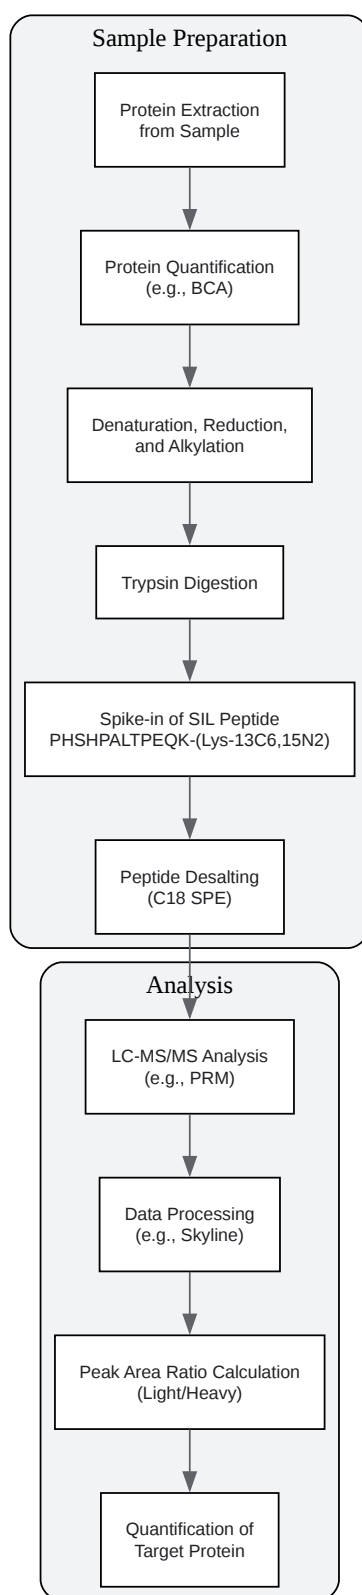 Sample Preparation
Protein Extraction
from Sample
Protein Quantification
(e.g., BCA)
Denaturation, Reduction,
and Alkylation
Trypsin Digestion
Spike-in of SIL Peptide
PHSHPALTPEQK-(Lys-13C6,15N2)
Peptide Desalting
(C18 SPE)
Analysis
LC-MS/MS Analysis
(e.g., PRM)
Data Processing
(e.g., Skyline)
Peak Area Ratio Calculation
(Light/Heavy)
Quantification of
Target Protein